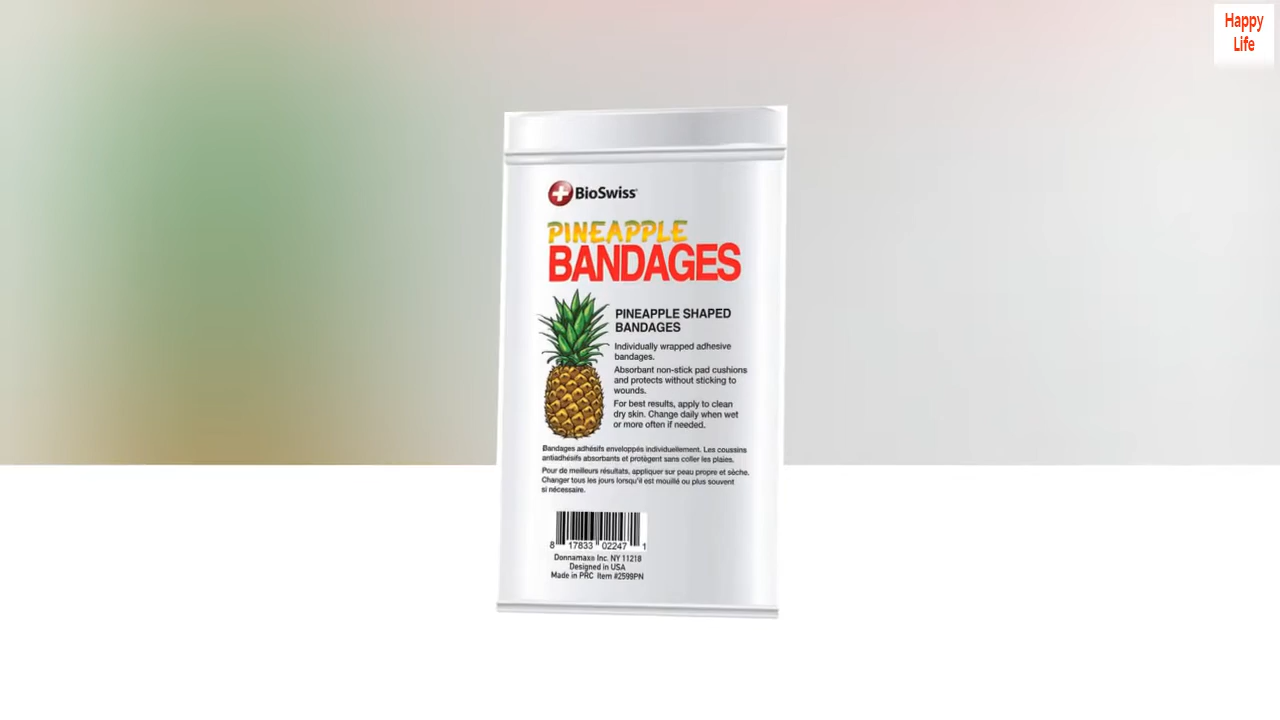 Happy
Life
BioSwiss
PINEAPPLE
BANDAGES
PINEAPPLE SHAPED
BANDAGES
Individually wrapped adhesive
bandages.
Absorbant non-stick pad cushions
and protects without sticking to
wounds.
For best results, apply to clean
dry skin. Change daily when wet
or more often if needed.
Bandages adhésifs enveloppés individuellement. Les coussins
antiadhésifs absorbants et protègent sans coller les plaies.
Pour de meilleurs résultats, appliquer sur peau propre et sèche.
Changer tous les jours lorsqu'il est mouillé ou plus souvent
si nécessaire.
8 17833 02247 1
Donnamax® Inc. NY 11218
Designed in USA
Made in PRC Item #2599PN